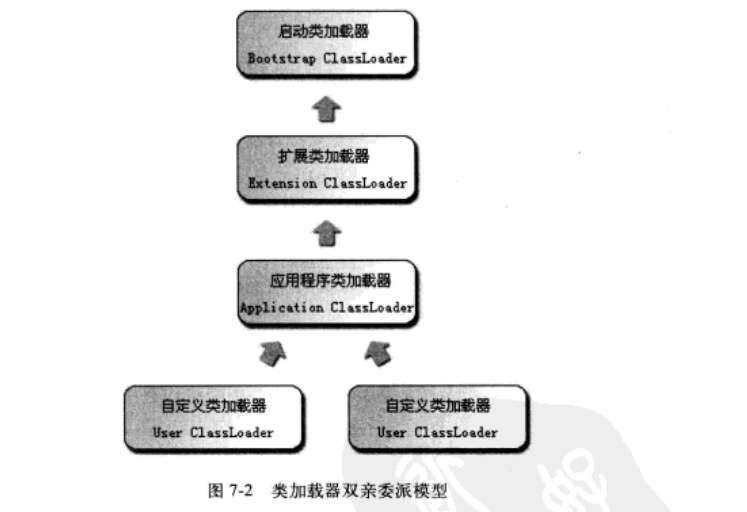 启动类加载器
Bootstrap ClassLoader
扩展类加载器
Extension ClassLoader
应用程序类加载器
Application ClassLoader
自定义类加载器
User ClassLoader
自定义类加载器
User ClassLoader
图 7-2 类加载器双亲委派模型